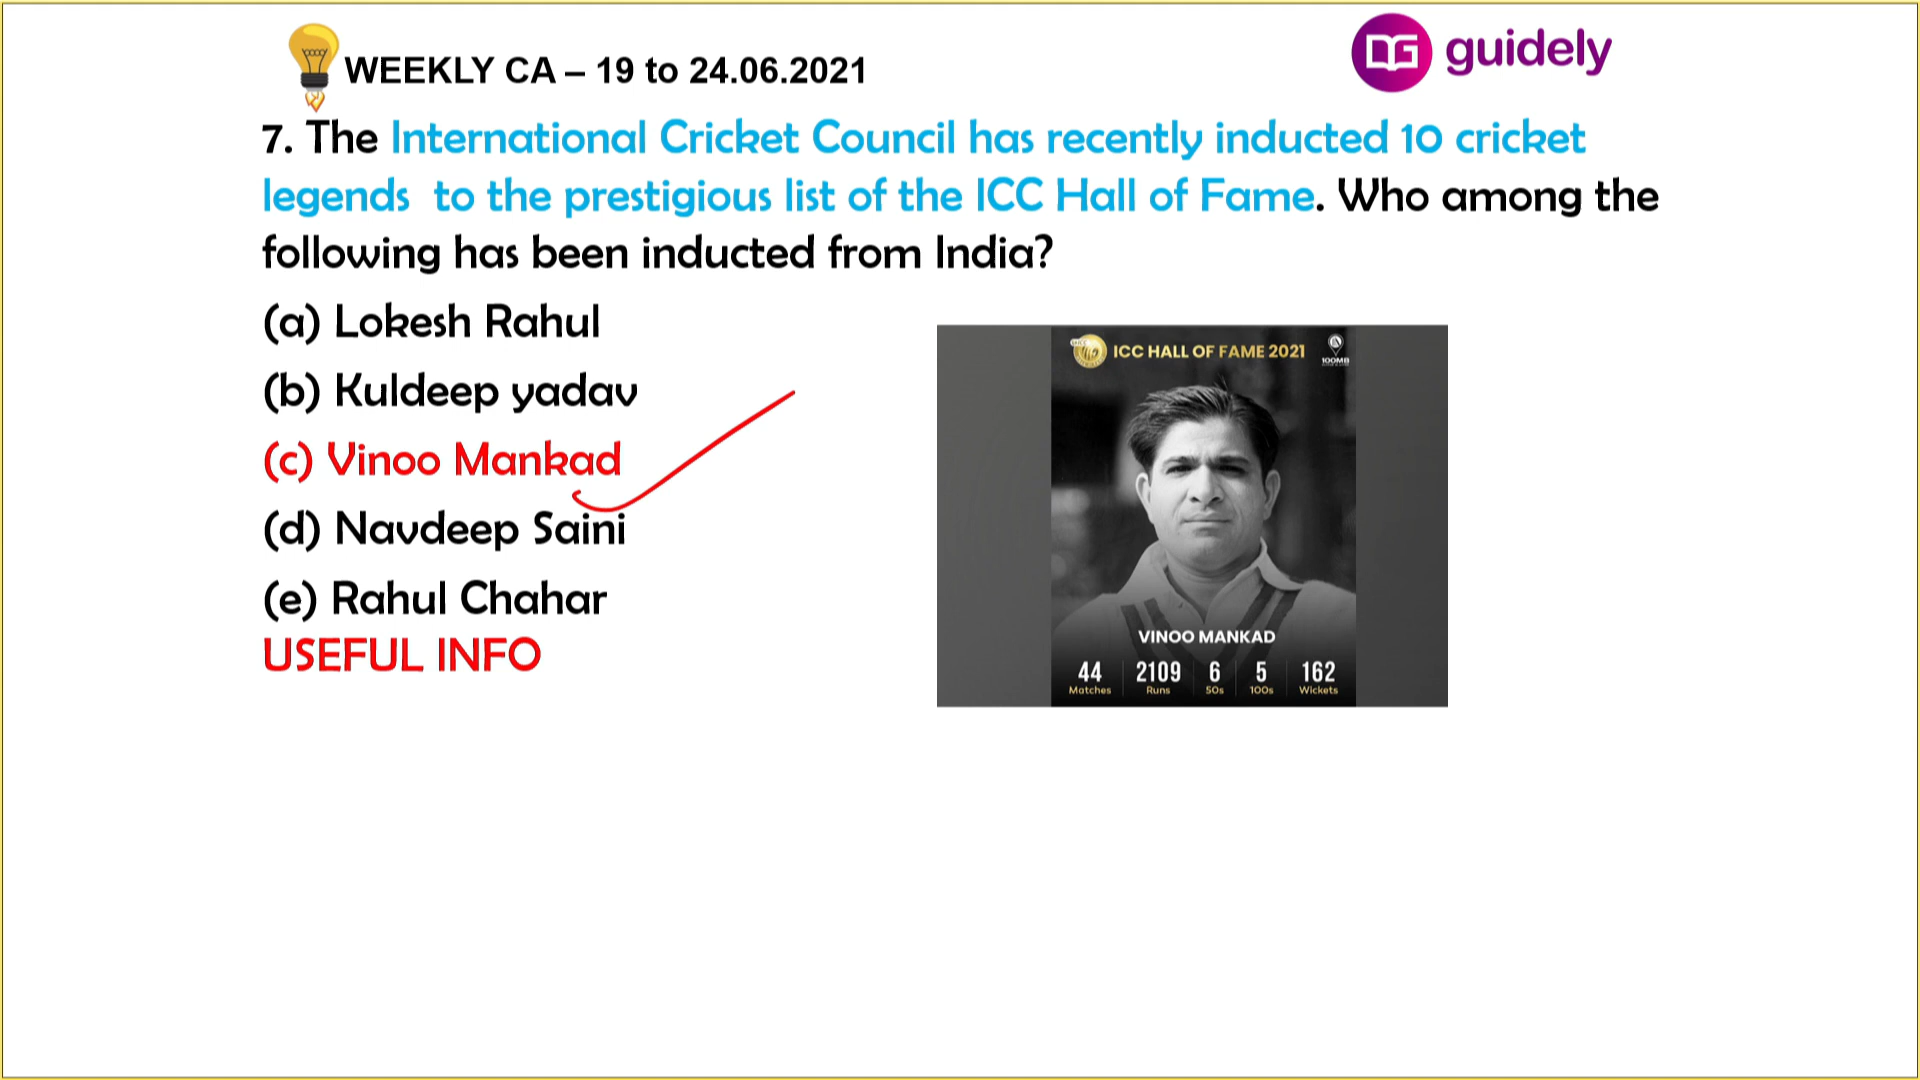 WEEKLY CA – 19 to 24.06.2021
guidely
7. The International Cricket Council has recently inducted 10 cricket
legends to the prestigious list of the ICC Hall of Fame. Who among the
following has been inducted from India?
(a) Lokesh Rahul
(b) Kuldeep yadav
(c) Vinoo Mankad
(d) Navdeep Saini
(e) Rahul Chahar
USEFUL INFO
ICC HALL OF FAME 2021
100MB
VINOO MANKAD
44 2109 6 5 162
Matches Runs 50s 100s Wickets